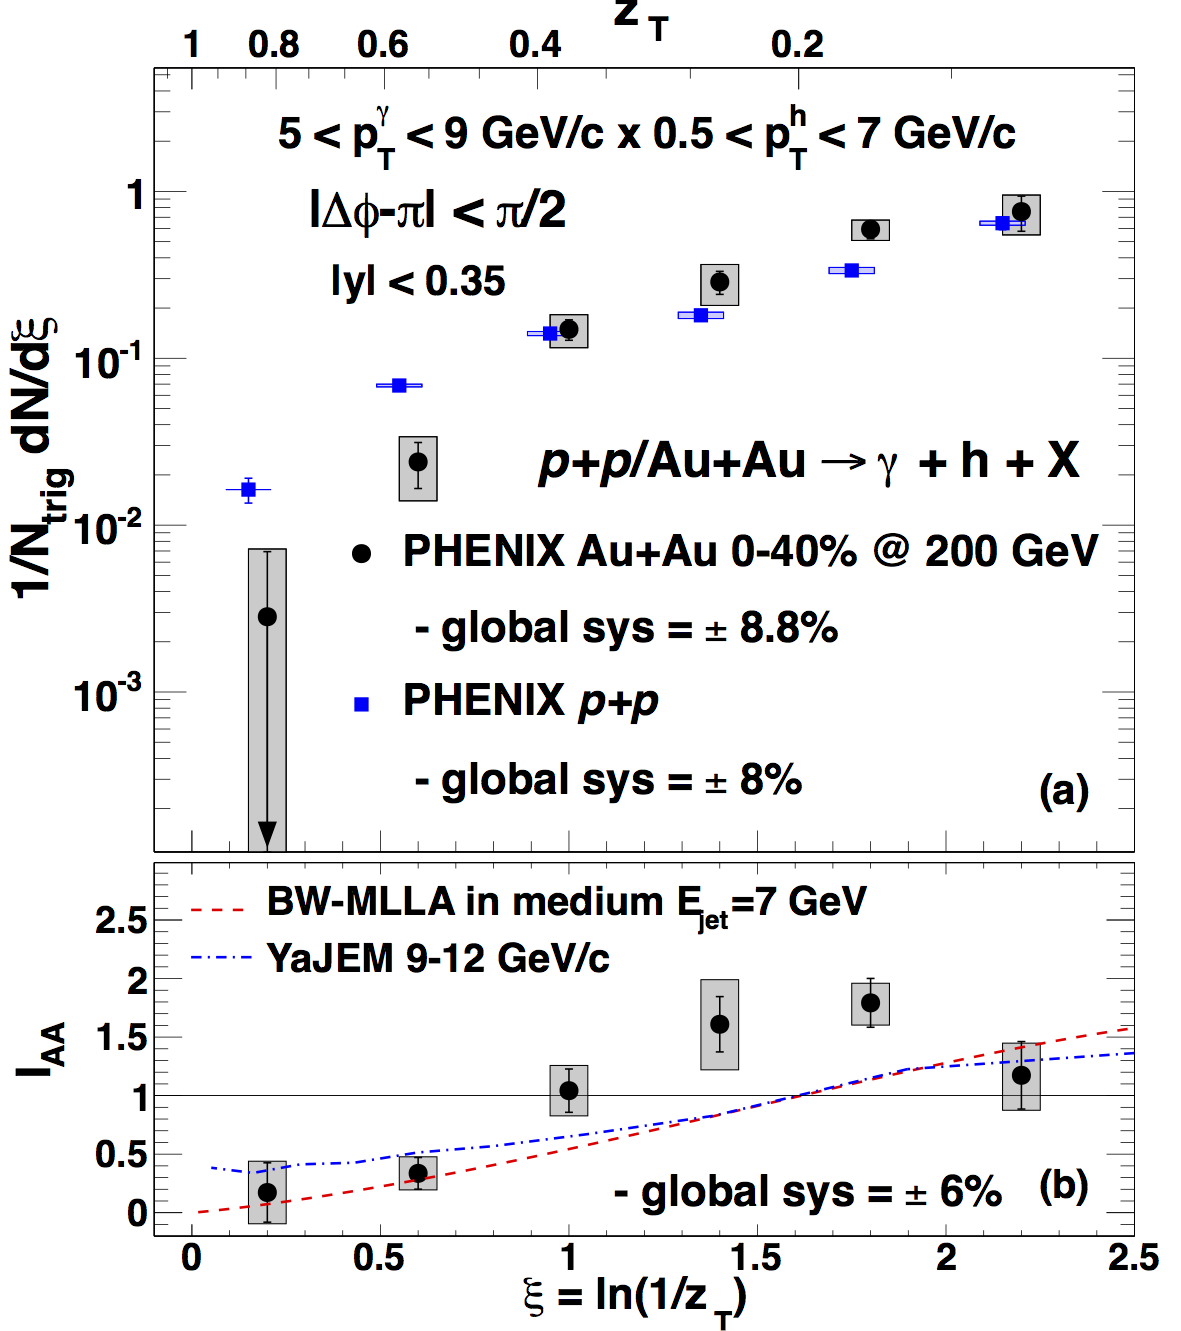 z_T
1 0.8 0.6 0.4 0.2
5 < p_T^γ < 9 GeV/c x 0.5 < p_T^h < 7 GeV/c
|Δϕ-π| < π/2
|y| < 0.35
1
10^-1
10^-2
10^-3
1/N_trig dN/dξ
p+p/Au+Au → γ + h + X
PHENIX Au+Au 0-40% @ 200 GeV
- global sys = ± 8.8%
PHENIX p+p
- global sys = ± 8%
(a)
BW-MLLA in medium E_jet=7 GeV
YaJEM 9-12 GeV/c
2.5
2
1.5
1
0.5
0
I_AA
- global sys = ± 6%
(b)
0 0.5 1 1.5 2 2.5
ξ = ln(1/z_T)